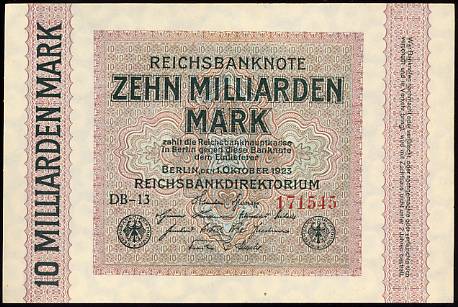 10 MILLIARDEN MARK
REICHSBANKNOTE
ZEHN MILLIARDEN
MARK
zahlt die Reichsbankhauptkasse
in Berlin gegen diese Banknote
dem Einlieferer
BERLIN, den 1. OKTOBER 1923
REICHSBANKDIREKTORIUM
DB-13
171545